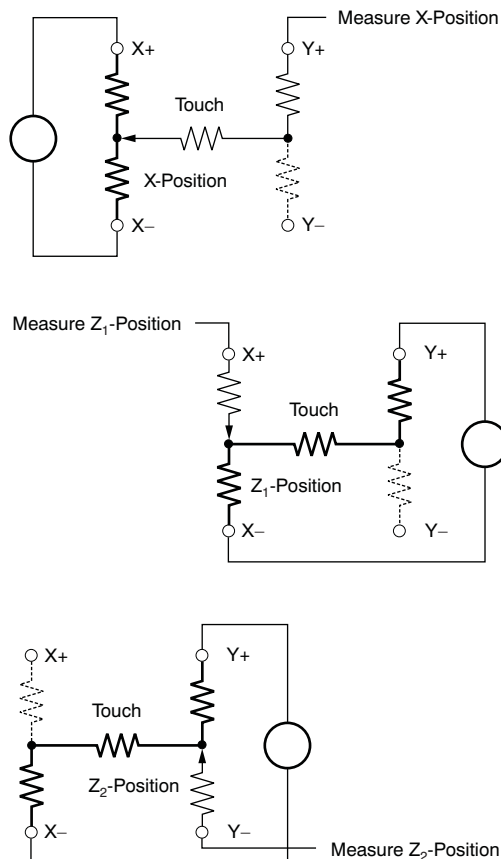 Measure X-Position
X+
Y+
Touch
X-Position
X–
Y–
Measure Z₁-Position
X+
Y+
Touch
Z₁-Position
X–
Y–
X+
Y+
Touch
Z₂-Position
X–
Y–
Measure Z₂-Position